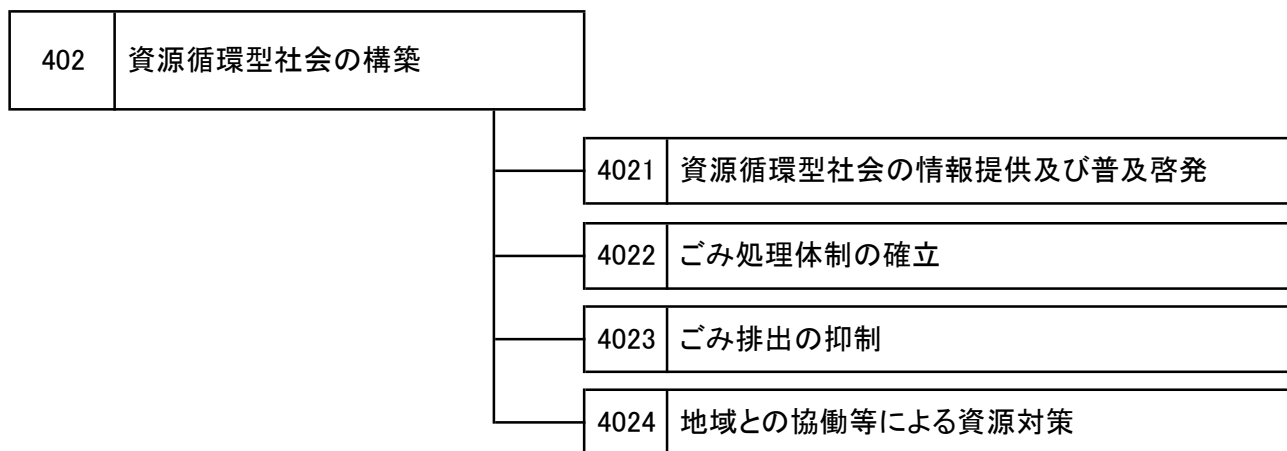 402 資源循環型社会の構築
4021 資源循環型社会の情報提供及び普及啓発
4022 ごみ処理体制の確立
4023 ごみ排出の抑制
4024 地域との協働等による資源対策